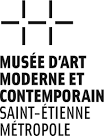 MUSÉE D'ART
MODERNE ET
CONTEMPORAIN
SAINT-ÉTIENNE
MÉTROPOLE